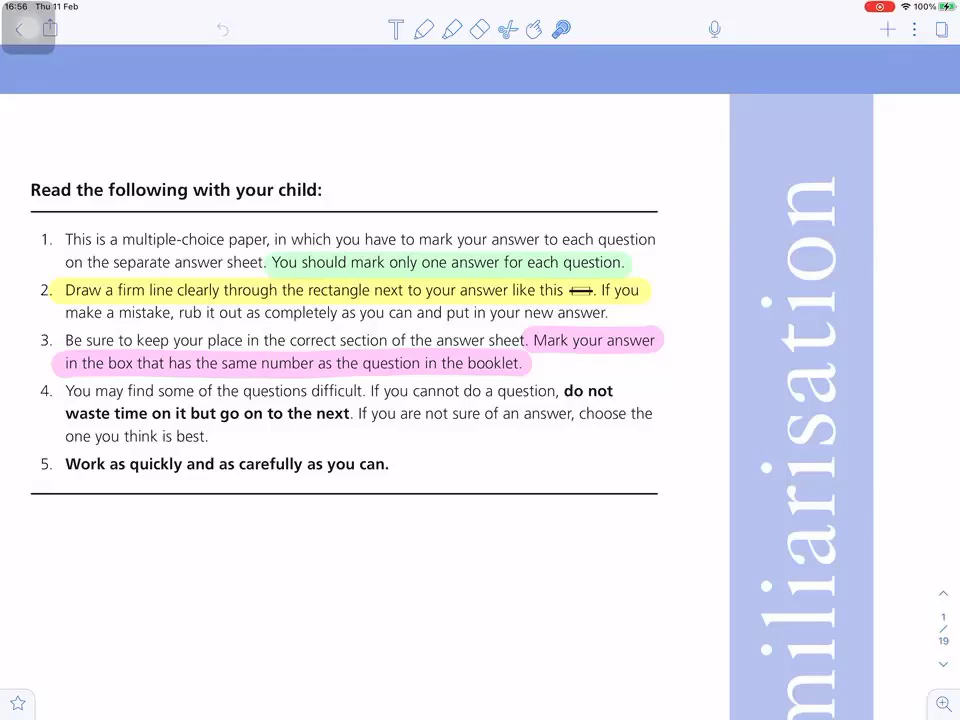 16:56 Thu 11 Feb
100%
T
Read the following with your child:
1. This is a multiple-choice paper, in which you have to mark your answer to each question
on the separate answer sheet. You should mark only one answer for each question.
2. Draw a firm line clearly through the rectangle next to your answer like this . If you
make a mistake, rub it out as completely as you can and put in your new answer.
3. Be sure to keep your place in the correct section of the answer sheet. Mark your answer
in the box that has the same number as the question in the booklet.
4. You may find some of the questions difficult. If you cannot do a question, do not
waste time on it but go on to the next. If you are not sure of an answer, choose the
one you think is best.
5. Work as quickly and as carefully as you can.
miliarisation
1
/
19